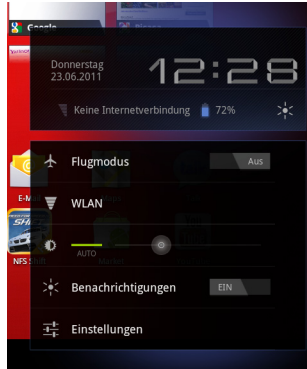 Google
Donnerstag
23.06.2011
12:28
Keine Internetverbindung 72%
Flugmodus Aus
E-M
WLAN
SHI
AUTO
NFS Shift
Benachrichtigungen EIN
Einstellungen